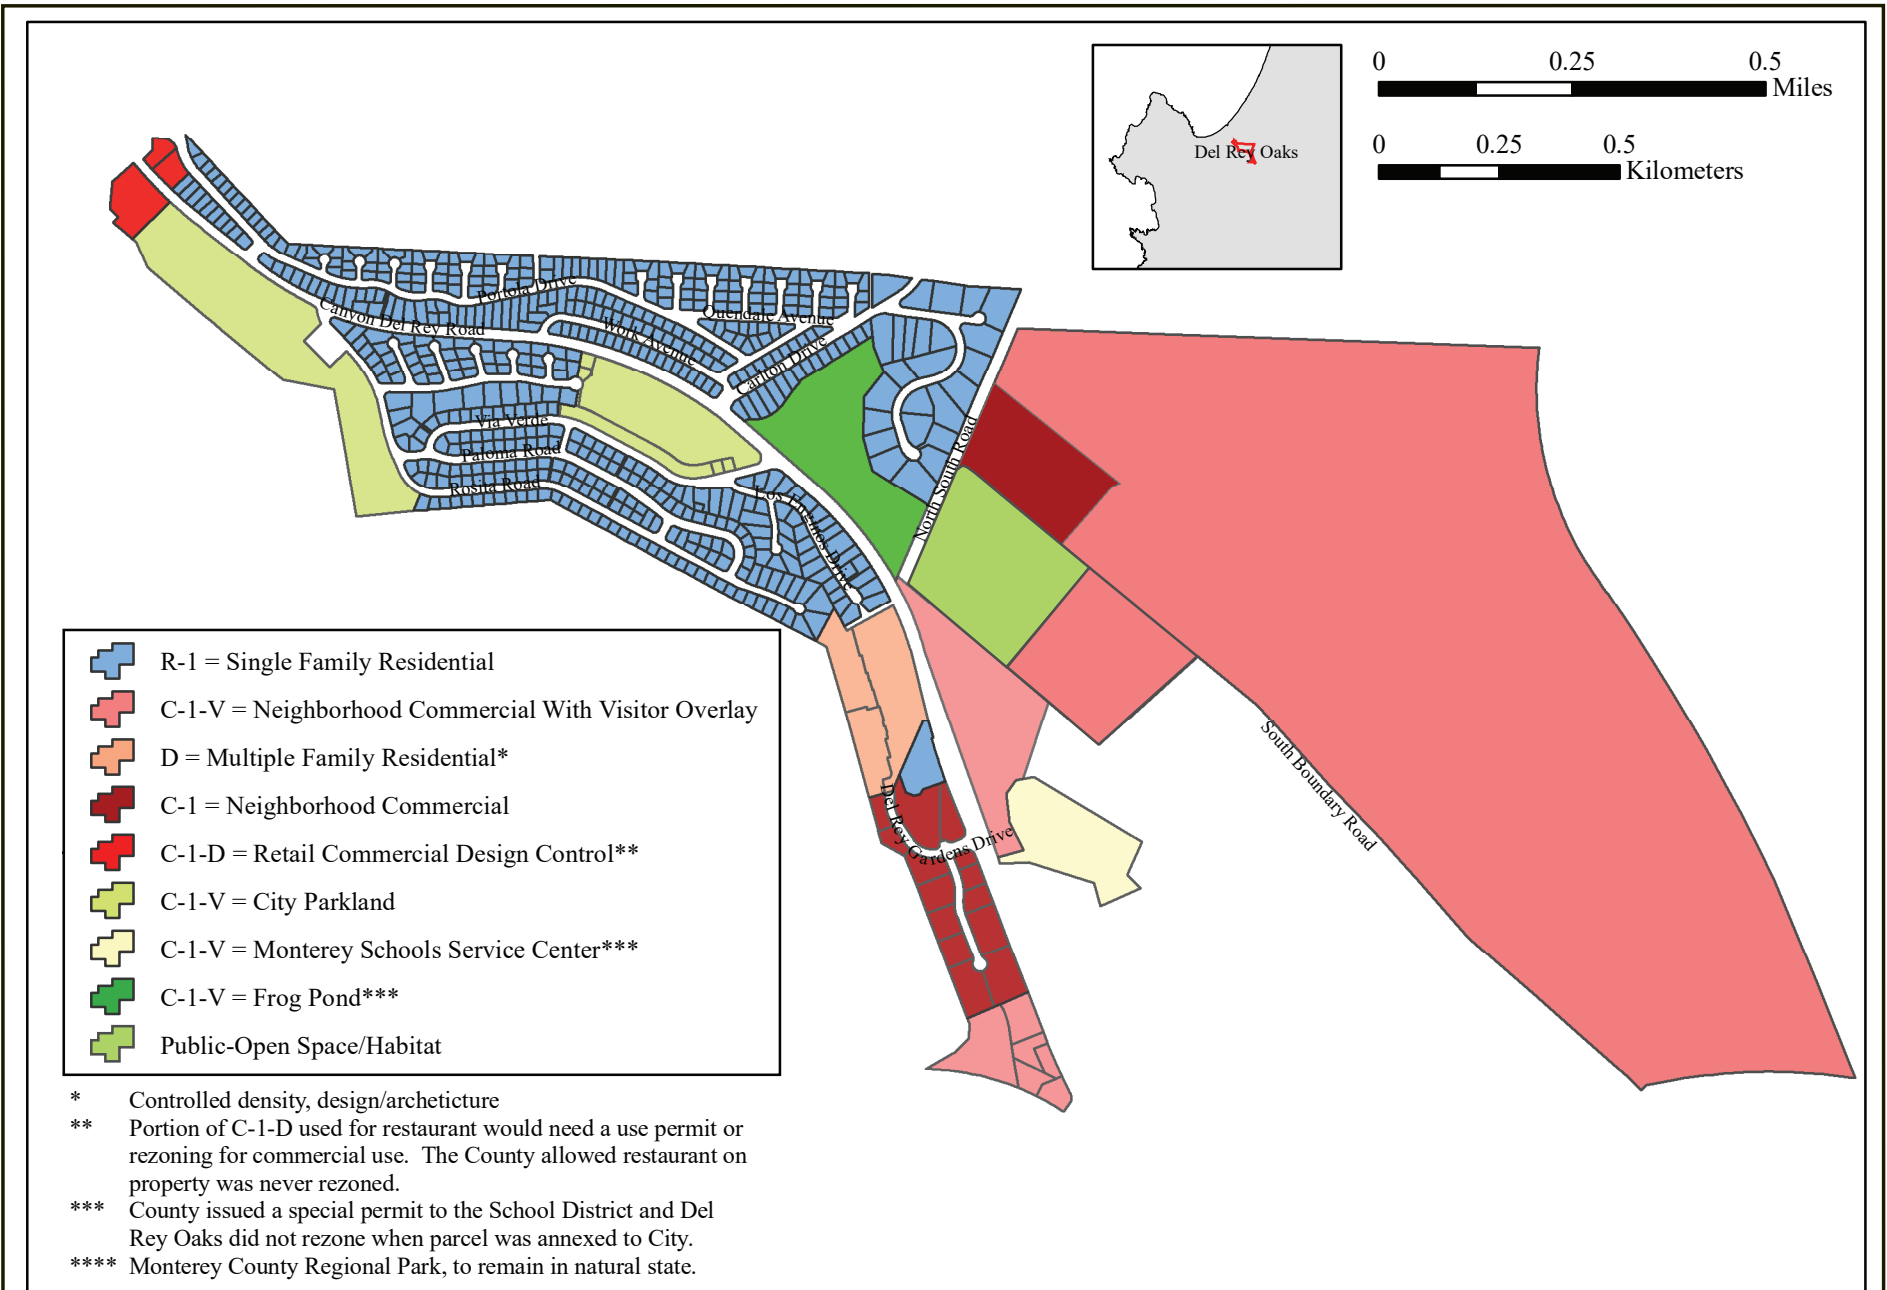 0 0.25 0.5
Miles
0 0.25 0.5
Kilometers
Del Rey Oaks
Portola Drive
Canyon Del Rey Road
Quendale Avenue
Work Avenue
Carlton Drive
Via Verde
Paloma Road
Rosita Road
Los Encinos Drive
North South Road
Del Rey Gardens Drive
South Boundary Road
R-1 = Single Family Residential
C-1-V = Neighborhood Commercial With Visitor Overlay
D = Multiple Family Residential*
C-1 = Neighborhood Commercial
C-1-D = Retail Commercial Design Control**
C-1-V = City Parkland
C-1-V = Monterey Schools Service Center***
C-1-V = Frog Pond***
Public-Open Space/Habitat
* Controlled density, design/archeticture
** Portion of C-1-D used for restaurant would need a use permit or
rezoning for commercial use. The County allowed restaurant on
property was never rezoned.
*** County issued a special permit to the School District and Del
Rey Oaks did not rezone when parcel was annexed to City.
**** Monterey County Regional Park, to remain in natural state.